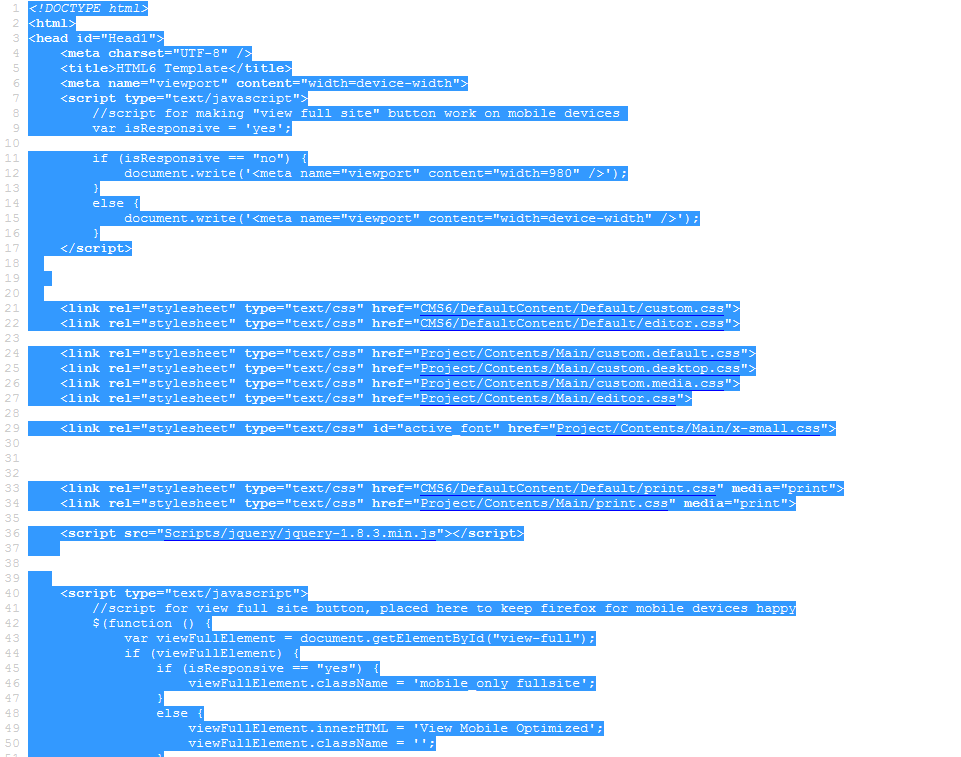 1 <!DOCTYPE html>
2 <html>
3 <head id="Head1">
4     <meta charset="UTF-8" />
5     <title>HTML6 Template</title>
6     <meta name="viewport" content="width=device-width">
7     <script type="text/javascript">
8         //script for making "view full site" button work on mobile devices
9         var isResponsive = 'yes';
10
11         if (isResponsive == "no") {
12             document.write('<meta name="viewport" content="width=980" />');
13         }
14         else {
15             document.write('<meta name="viewport" content="width=device-width" />');
16         }
17     </script>
18
19
20
21     <link rel="stylesheet" type="text/css" href="CMS6/DefaultContent/Default/custom.css">
22     <link rel="stylesheet" type="text/css" href="CMS6/DefaultContent/Default/editor.css">
23
24     <link rel="stylesheet" type="text/css" href="Project/Contents/Main/custom.default.css">
25     <link rel="stylesheet" type="text/css" href="Project/Contents/Main/custom.desktop.css">
26     <link rel="stylesheet" type="text/css" href="Project/Contents/Main/custom.media.css">
27     <link rel="stylesheet" type="text/css" href="Project/Contents/Main/editor.css">
28
29     <link rel="stylesheet" type="text/css" id="active_font" href="Project/Contents/Main/x-small.css">
30
31
32
33     <link rel="stylesheet" type="text/css" href="CMS6/DefaultContent/Default/print.css" media="print">
34     <link rel="stylesheet" type="text/css" href="Project/Contents/Main/print.css" media="print">
35
36     <script src="Scripts/jquery/jquery-1.8.3.min.js"></script>
37
38
39
40     <script type="text/javascript">
41         //script for view full site button, placed here to keep firefox for mobile devices happy
42         $(function () {
43             var viewFullElement = document.getElementById("view-full");
44             if (viewFullElement) {
45                 if (isResponsive == "yes") {
46                     viewFullElement.className = 'mobile_only fullsite';
47                 }
48                 else {
49                     viewFullElement.innerHTML = 'View Mobile Optimized';
50                     viewFullElement.className = '';
51                 }